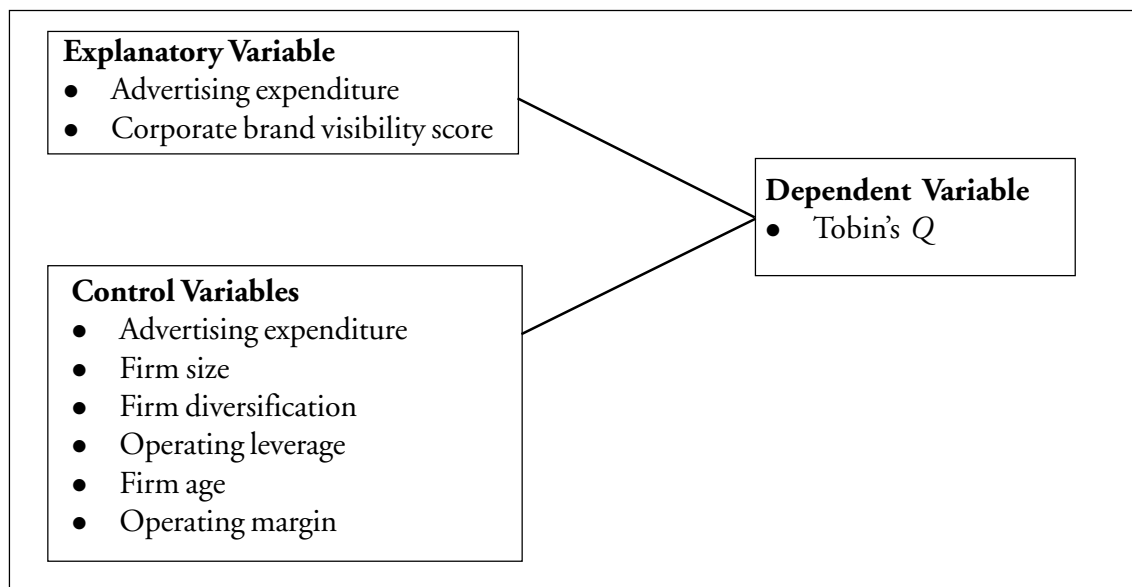 Explanatory Variable
● Advertising expenditure
● Corporate brand visibility score
Dependent Variable
● Tobin’s Q
Control Variables
● Advertising expenditure
● Firm size
● Firm diversification
● Operating leverage
● Firm age
● Operating margin